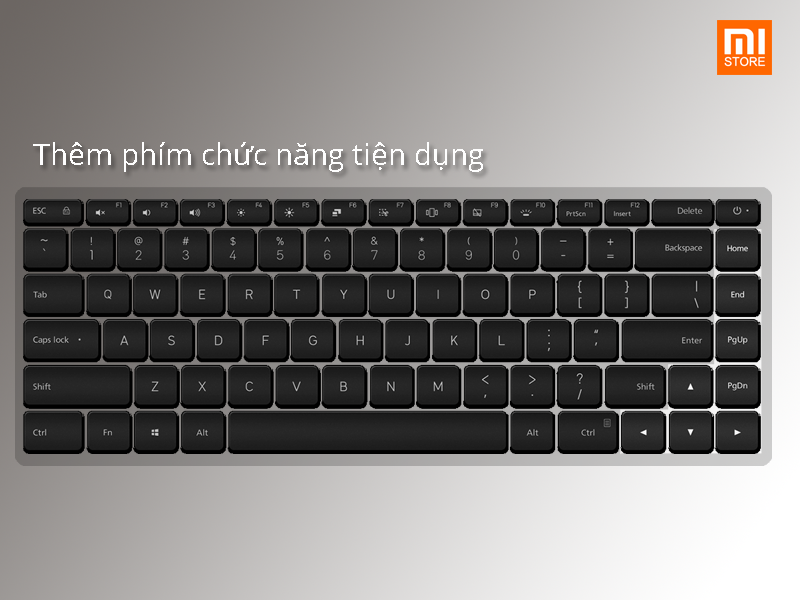 mi
STORE
Thêm phím chức năng tiện dụng
ESC F1 F2 F3 F4 F5 F6 F7 F8 F9 F10 F11 PrtScn F12 Insert Delete
~ ` ! 1 @ 2 # 3 $ 4 % 5 ^ 6 & 7 * 8 ( 9 ) 0 — - + = Backspace Home
Tab Q W E R T Y U I O P { [ } ] | \ End
Caps lock A S D F G H J K L : ; " ' Enter PgUp
Shift Z X C V B N M < , > . ? / Shift PgDn
Ctrl Fn Alt Alt Ctrl